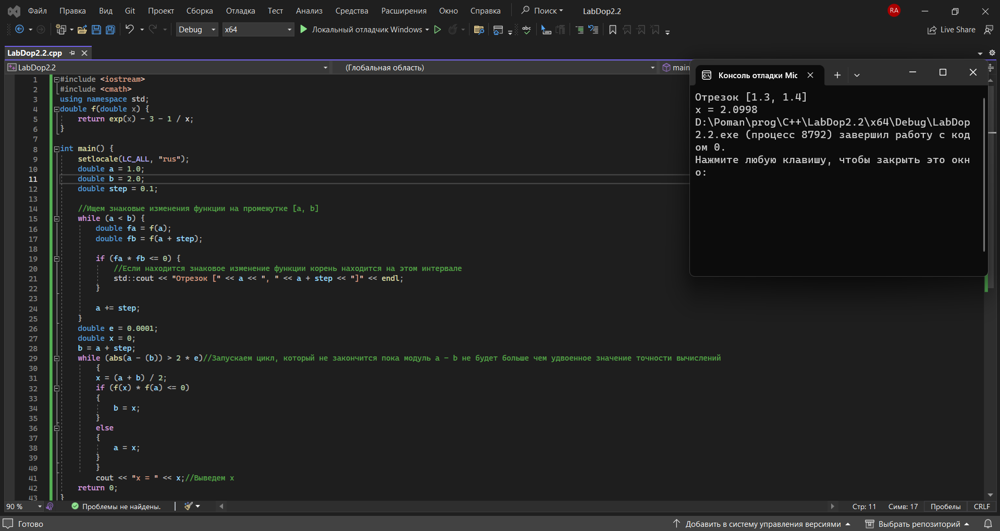 Файл Правка Вид Git Проект Сборка Отладка Тест Анализ Средства Расширения Окно Справка Поиск LabDop2.2 RA
Debug x64 Локальный отладчик Windows Live Share
LabDop2.2.cpp
LabDop2.2 (Глобальная область) main
1 #include <iostream>
2 #include <cmath>
3 using namespace std;
4 double f(double x) {
5 return exp(x) - 3 - 1 / x;
6 }
7
8 int main() {
9 setlocale(LC_ALL, "rus");
10 double a = 1.0;
11 double b = 2.0;
12 double step = 0.1;
13
14 //Ищем знаковые изменения функции на промежутке [a, b]
15 while (a < b) {
16 double fa = f(a);
17 double fb = f(a + step);
18
19 if (fa * fb <= 0) {
20 //Если находится знаковое изменение функции корень находится на этом интервале
21 std::cout << "Отрезок [" << a << ", " << a + step << "]" << endl;
22 }
23
24 a += step;
25 }
26 double e = 0.0001;
27 double x = 0;
28 b = a + step;
29 while (abs(a - (b)) > 2 * e)//Запускаем цикл, который не закончится пока модуль a - b не будет больше чем удвоенное значение точности вычислений
30 {
31 x = (a + b) / 2;
32 if (f(x) * f(a) <= 0)
33 {
34 b = x;
35 }
36 else
37 {
38 a = x;
39 }
40 }
41 cout << "x = " << x;//Выведем x
42 return 0;
43 }
Консоль отладки Mic
Отрезок [1.3, 1.4]
x = 2.0998
D:\Poman\prog\C++\LabDop2.2\x64\Debug\LabDop
2.2.exe (процесс 8792) завершил работу с код
ом 0.
Нажмите любую клавишу, чтобы закрыть это окн
о:
90 % Проблемы не найдены. Стр: 11 Симв: 17 Пробелы CRLF
Готово Добавить в систему управления версиями Выбрать репозиторий